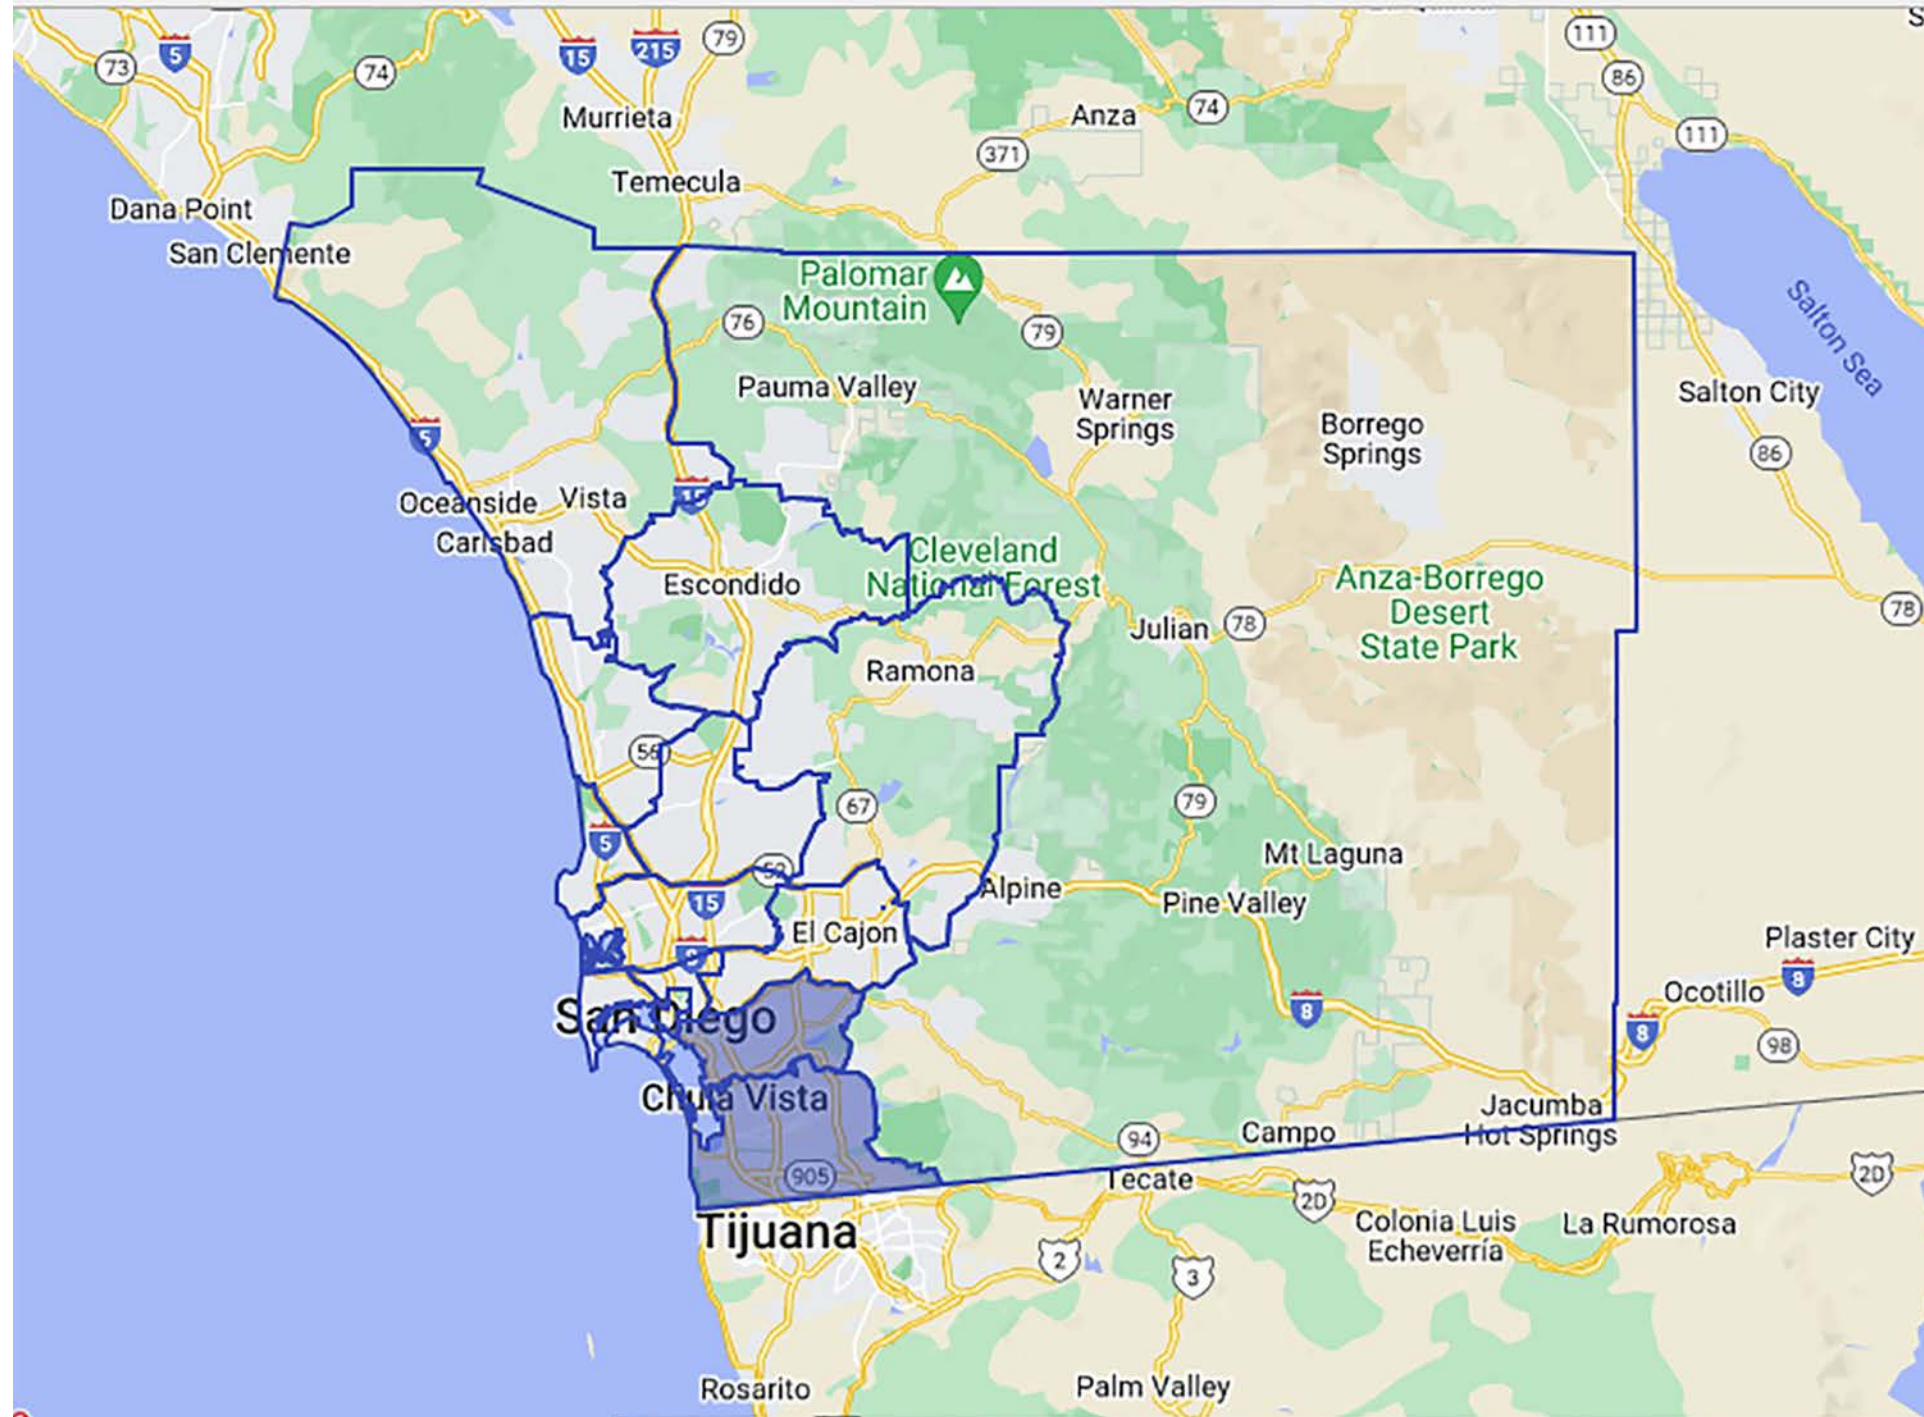 73
5
74
15
215
79
111
86
Murrieta
Anza
74
371
111
Temecula
Dana Point
San Clemente
Palomar
Mountain
76
79
Salton Sea
Pauma Valley
Warner
Springs
Borrego
Springs
Salton City
5
86
Oceanside
Vista
15
Carlsbad
Escondido
Cleveland
National Forest
Anza-Borrego
Desert
State Park
78
Julian
78
Ramona
56
67
79
5
52
Mt Laguna
Alpine
15
Pine Valley
El Cajon
8
Plaster City
8
Ocotillo
8
8
98
San Diego
Chula Vista
Jacumba
Hot Springs
94
Campo
905
Tecate
2D
2D
Tijuana
Colonia Luis
Echeverría
La Rumorosa
2
3
Rosarito
Palm Valley